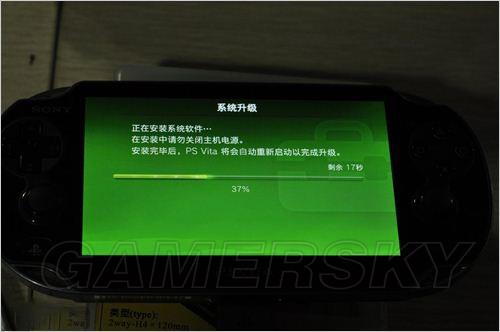 SONY
系统升级
正在安装系统软件…
在安装中请勿关闭主机电源。
安装完毕后，PS Vita 将会自动重新启动以完成升级。
剩余 17秒
37%
GAMERSKY
类型(type):
2way-H4×120mm